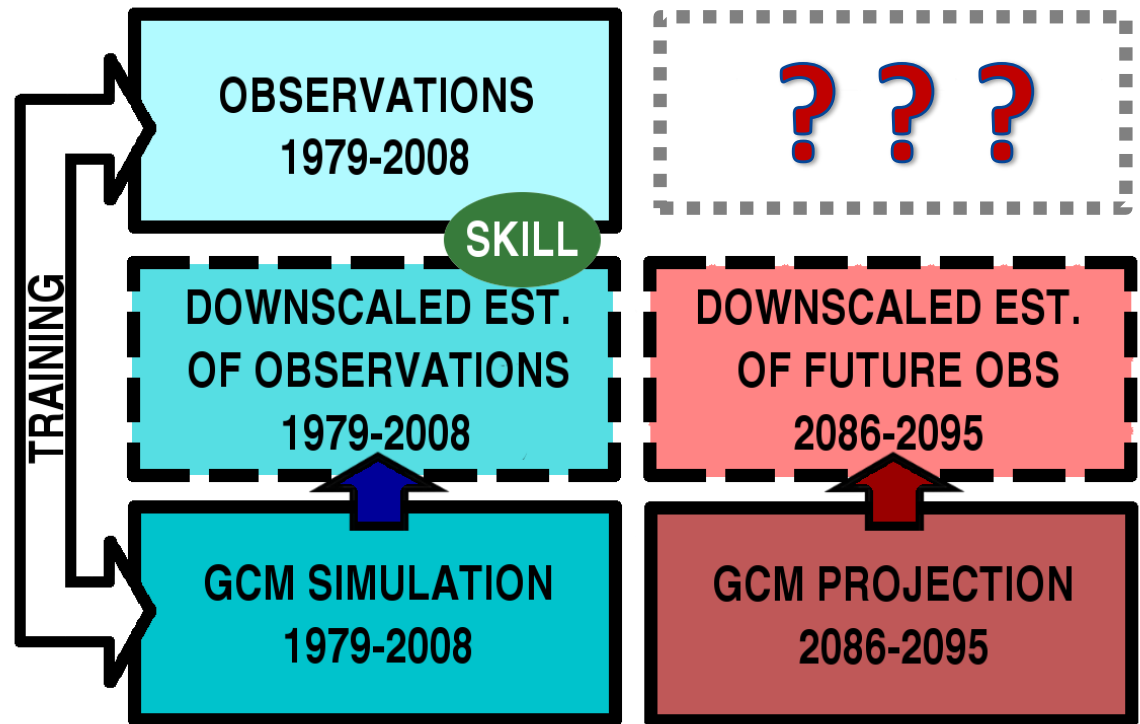 OBSERVATIONS
1979-2008
? ? ?
SKILL
TRAINING
DOWNSCALED EST.
OF OBSERVATIONS
1979-2008
DOWNSCALED EST.
OF FUTURE OBS
2086-2095
GCM SIMULATION
1979-2008
GCM PROJECTION
2086-2095